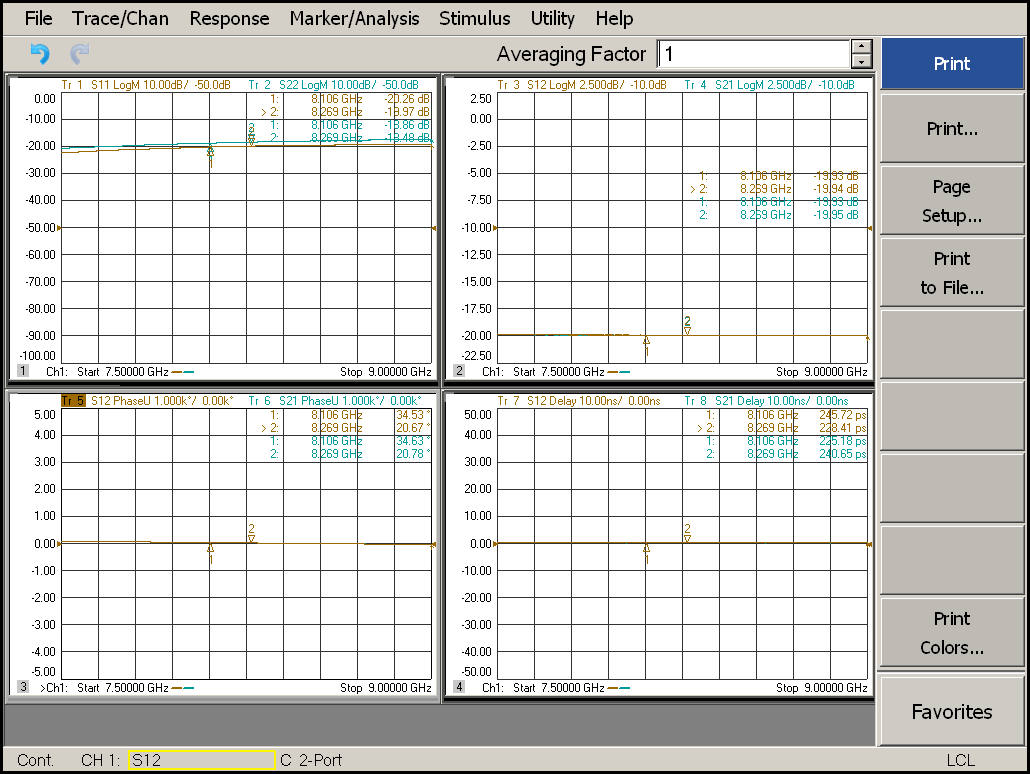 File Trace/Chan Response Marker/Analysis Stimulus Utility Help
Averaging Factor 1
Print
Print...
Page
Setup...
Print
to File...
Print
Colors...
Favorites
Tr 1 S11 LogM 10.00dB/ -50.0dB Tr 2 S22 LogM 10.00dB/ -50.0dB
1: 8.106 GHz -20.26 dB
> 2: 8.269 GHz -19.97 dB
1: 8.106 GHz -18.86 dB
2: 8.269 GHz -18.48 dB
0.00
-10.00
-20.00
-30.00
-40.00
-50.00
-60.00
-70.00
-80.00
-90.00
-100.00
2
1
1 Ch1: Start 7.50000 GHz Stop 9.00000 GHz
Tr 3 S12 LogM 2.500dB/ -10.0dB Tr 4 S21 LogM 2.500dB/ -10.0dB
2.50
0.00
-2.50
-5.00
-7.50
-10.00
-12.50
-15.00
-17.50
-20.00
-22.50
1: 8.106 GHz -19.93 dB
> 2: 8.269 GHz -19.94 dB
1: 8.106 GHz -19.93 dB
2: 8.269 GHz -19.95 dB
2
1
2 Ch1: Start 7.50000 GHz Stop 9.00000 GHz
Tr 5 S12 PhaseU 1.000k°/ 0.00k° Tr 6 S21 PhaseU 1.000k°/ 0.00k°
1: 8.106 GHz 34.53 °
> 2: 8.269 GHz 20.67 °
1: 8.106 GHz 34.63 °
2: 8.269 GHz 20.78 °
5.00
4.00
3.00
2.00
1.00
0.00
-1.00
-2.00
-3.00
-4.00
-5.00
2
1
3 >Ch1: Start 7.50000 GHz Stop 9.00000 GHz
Tr 7 S12 Delay 10.00ns/ 0.00ns Tr 8 S21 Delay 10.00ns/ 0.00ns
1: 8.106 GHz 245.72 ps
> 2: 8.269 GHz 228.41 ps
1: 8.106 GHz 225.18 ps
2: 8.269 GHz 240.65 ps
50.00
40.00
30.00
20.00
10.00
0.00
-10.00
-20.00
-30.00
-40.00
-50.00
2
1
4 Ch1: Start 7.50000 GHz Stop 9.00000 GHz
Cont. CH 1: S12 C 2-Port LCL